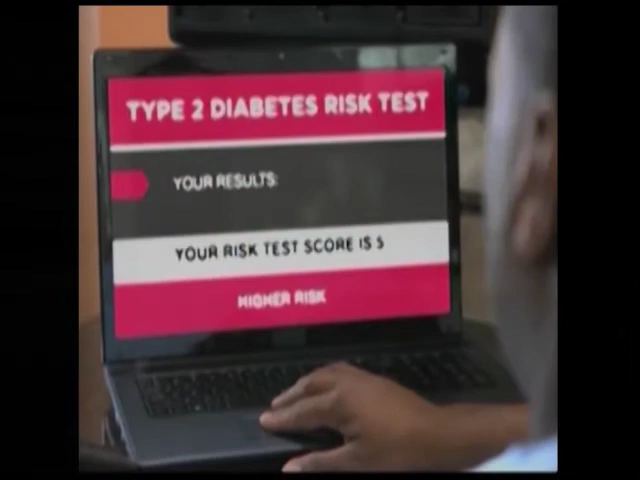 TYPE 2 DIABETES RISK TEST
YOUR RESULTS:
YOUR RISK TEST SCORE IS 5
HIGHER RISK